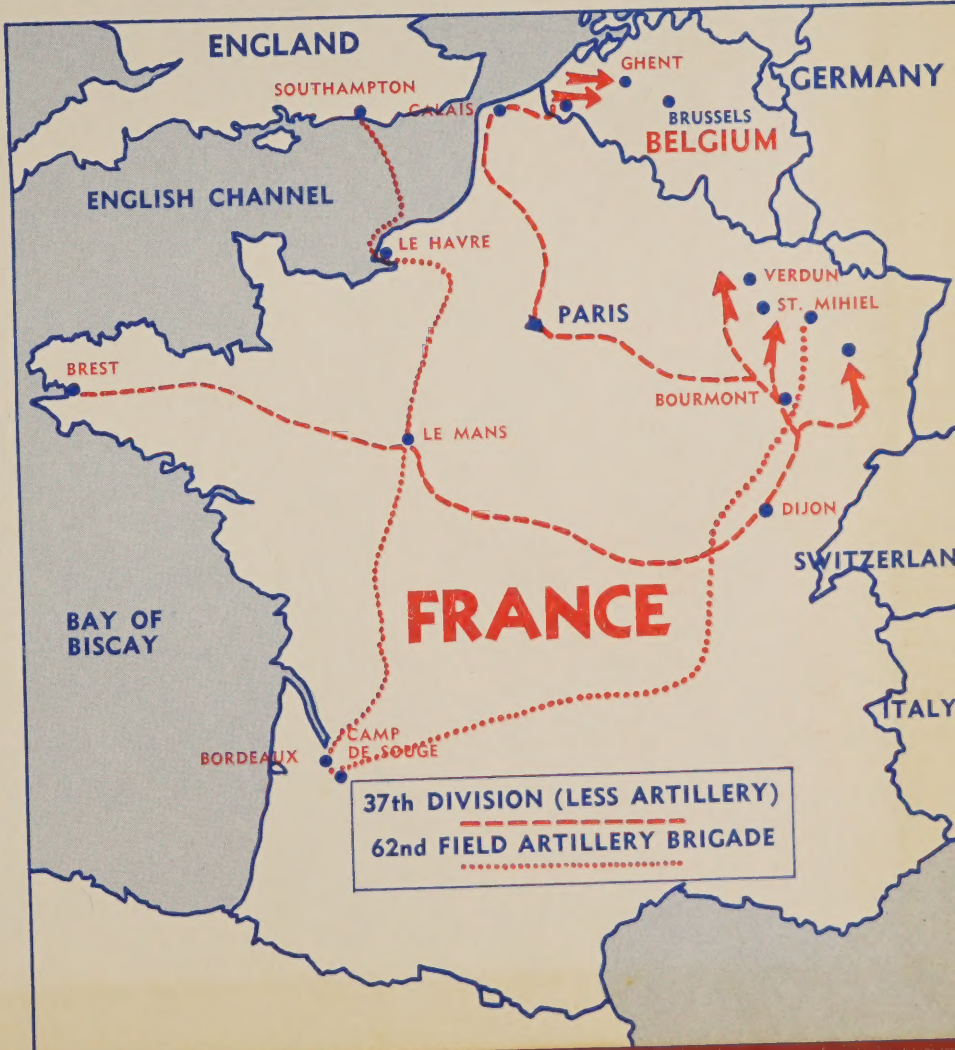 ENGLAND
SOUTHAMPTON
CALAIS
GHENT
GERMANY
BRUSSELS
BELGIUM
ENGLISH CHANNEL
LE HAVRE
VERDUN
ST. MIHIEL
PARIS
BREST
BOURMONT
LE MANS
DIJON
SWITZERLAN
FRANCE
BAY OF
BISCAY
ITALY
CAMP
DE SOUGE
BORDEAUX
37th DIVISION (LESS ARTILLERY)
62nd FIELD ARTILLERY BRIGADE